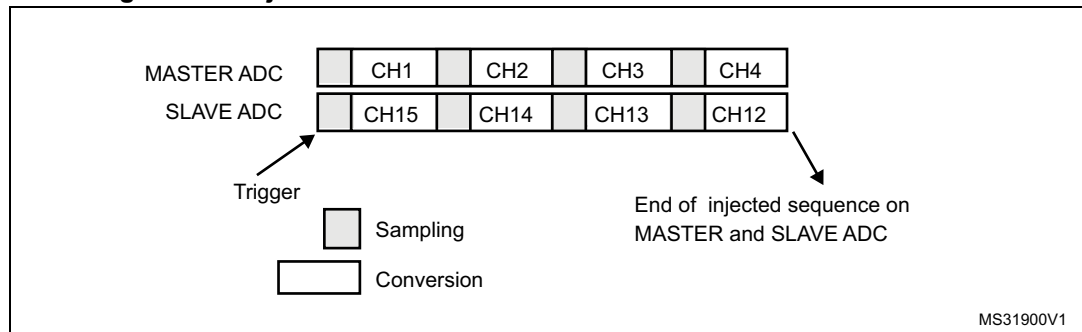 MASTER ADC CH1 CH2 CH3 CH4
SLAVE ADC CH15 CH14 CH13 CH12
Trigger
End of injected sequence on
MASTER and SLAVE ADC
Sampling
Conversion
MS31900V1